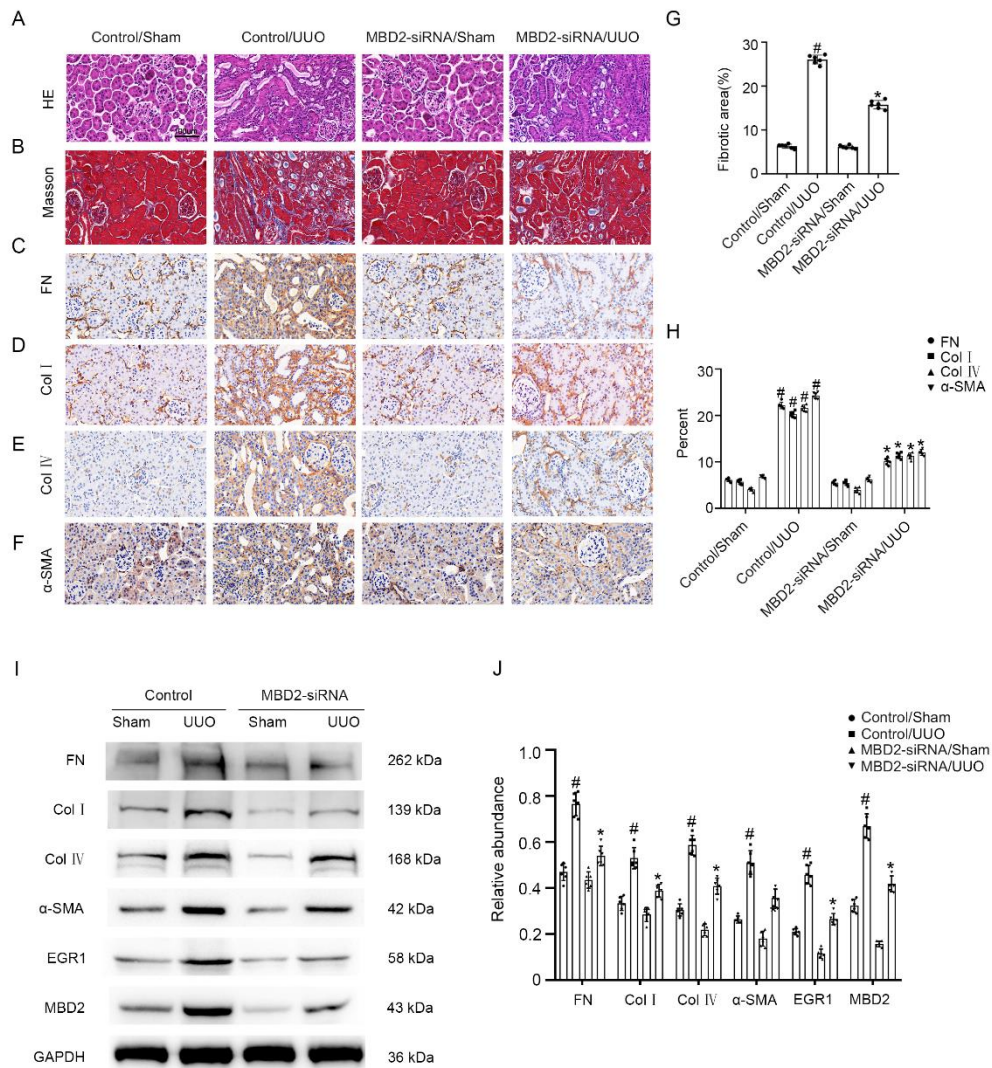 A
Control/Sham Control/UUO MBD2-siRNA/Sham MBD2-siRNA/UUO
HE
B
Masson
C
FN
D
Col I
E
Col IV
F
α-SMA
G
Fibrotic area(%)
30
20
10
0
#
*
Control/Sham
Control/UUO
MBD2-siRNA/Sham
MBD2-siRNA/UUO
H
FN
Col I
Col IV
α-SMA
Percent
30
20
10
0
# # # #
* * * *
Control/Sham
Control/UUO
MBD2-siRNA/Sham
MBD2-siRNA/UUO
I
Control MBD2-siRNA
Sham UUO Sham UUO
FN 262 kDa
Col I 139 kDa
Col IV 168 kDa
α-SMA 42 kDa
EGR1 58 kDa
MBD2 43 kDa
GAPDH 36 kDa
J
Control/Sham
Control/UUO
MBD2-siRNA/Sham
MBD2-siRNA/UUO
Relative abundance
1.0
0.8
0.6
0.4
0.2
0
# * # * # * # # * # *
FN Col I Col IV α-SMA EGR1 MBD2